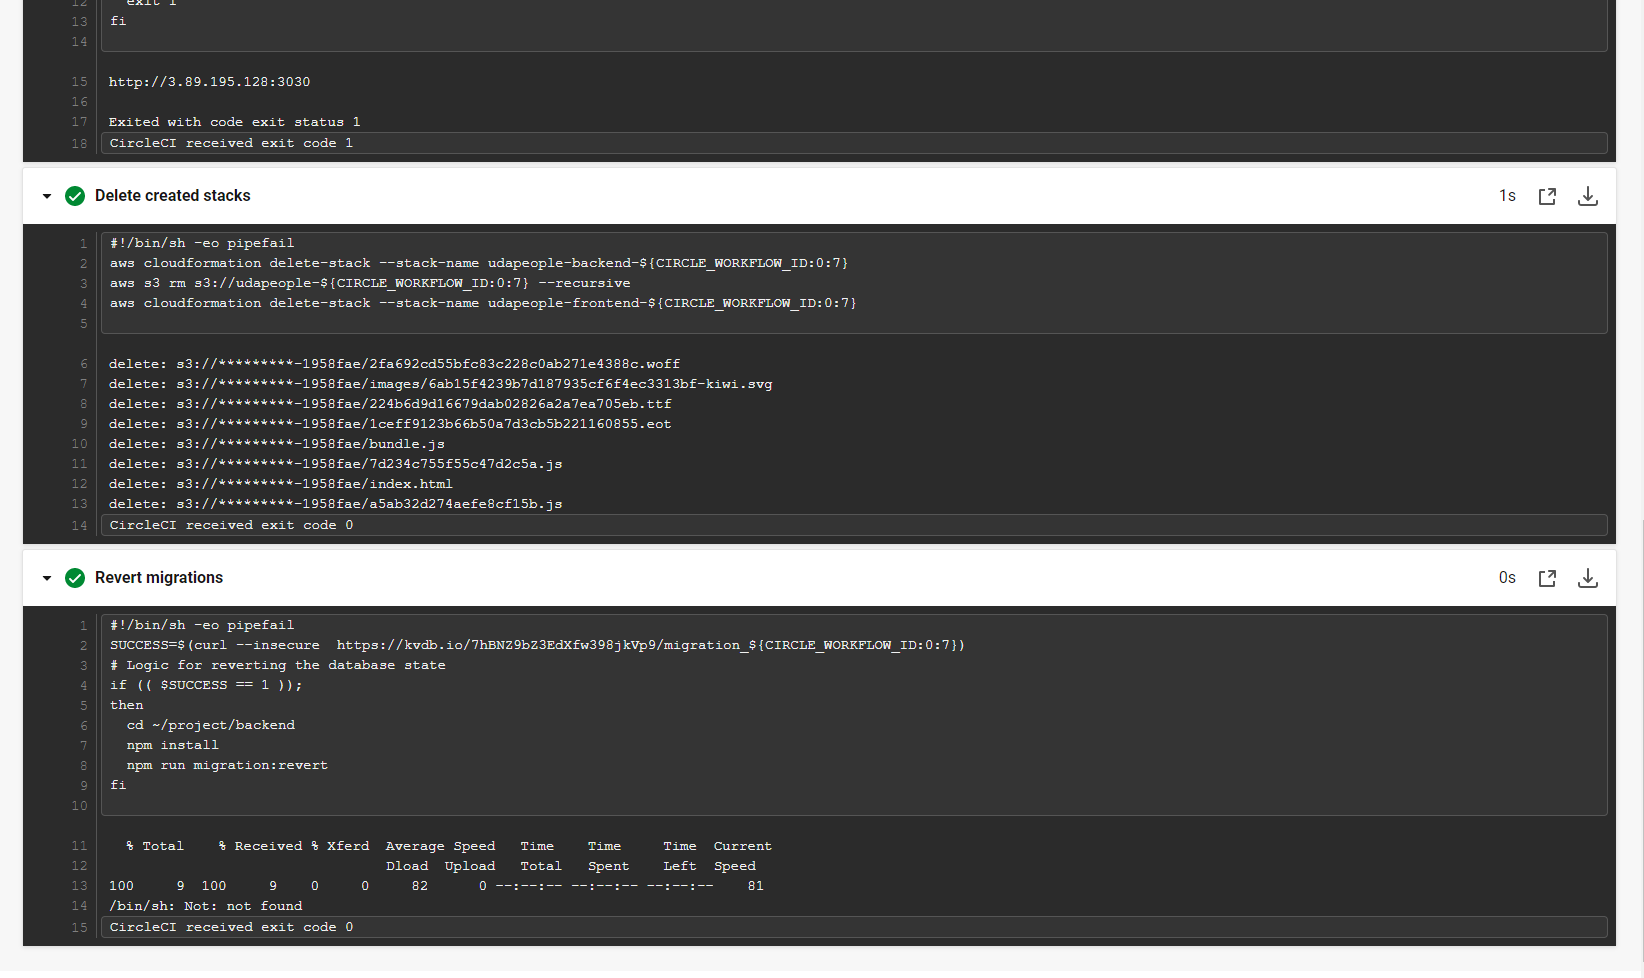 12 exit 1
13 fi
14
15 http://3.89.195.128:3030
16
17 Exited with code exit status 1
18 CircleCI received exit code 1
Delete created stacks 1s
1 #!/bin/sh -eo pipefail
2 aws cloudformation delete-stack --stack-name udapeople-backend-${CIRCLE_WORKFLOW_ID:0:7}
3 aws s3 rm s3://udapeople-${CIRCLE_WORKFLOW_ID:0:7} --recursive
4 aws cloudformation delete-stack --stack-name udapeople-frontend-${CIRCLE_WORKFLOW_ID:0:7}
5
6 delete: s3://*********-1958fae/2fa692cd55bfc83c228c0ab271e4388c.woff
7 delete: s3://*********-1958fae/images/6ab15f4239b7d187935cf6f4ec3313bf-kiwi.svg
8 delete: s3://*********-1958fae/224b6d9d16679dab02826a2a7ea705eb.ttf
9 delete: s3://*********-1958fae/1ceff9123b66b50a7d3cb5b221160855.eot
10 delete: s3://*********-1958fae/bundle.js
11 delete: s3://*********-1958fae/7d234c755f55c47d2c5a.js
12 delete: s3://*********-1958fae/index.html
13 delete: s3://*********-1958fae/a5ab32d274aefe8cf15b.js
14 CircleCI received exit code 0
Revert migrations 0s
1 #!/bin/sh -eo pipefail
2 SUCCESS=$(curl --insecure  https://kvdb.io/7hBNZ9bZ3EdXfw398jkVp9/migration_${CIRCLE_WORKFLOW_ID:0:7})
3 # Logic for reverting the database state
4 if (( $SUCCESS == 1 ));
5 then
6 cd ~/project/backend
7 npm install
8 npm run migration:revert
9 fi
10
11 % Total % Received % Xferd Average Speed Time Time Time Current
12 Dload Upload Total Spent Left Speed
13 100 9 100 9 0 0 82 0 --:--:-- --:--:-- --:--:-- 81
14 /bin/sh: Not: not found
15 CircleCI received exit code 0